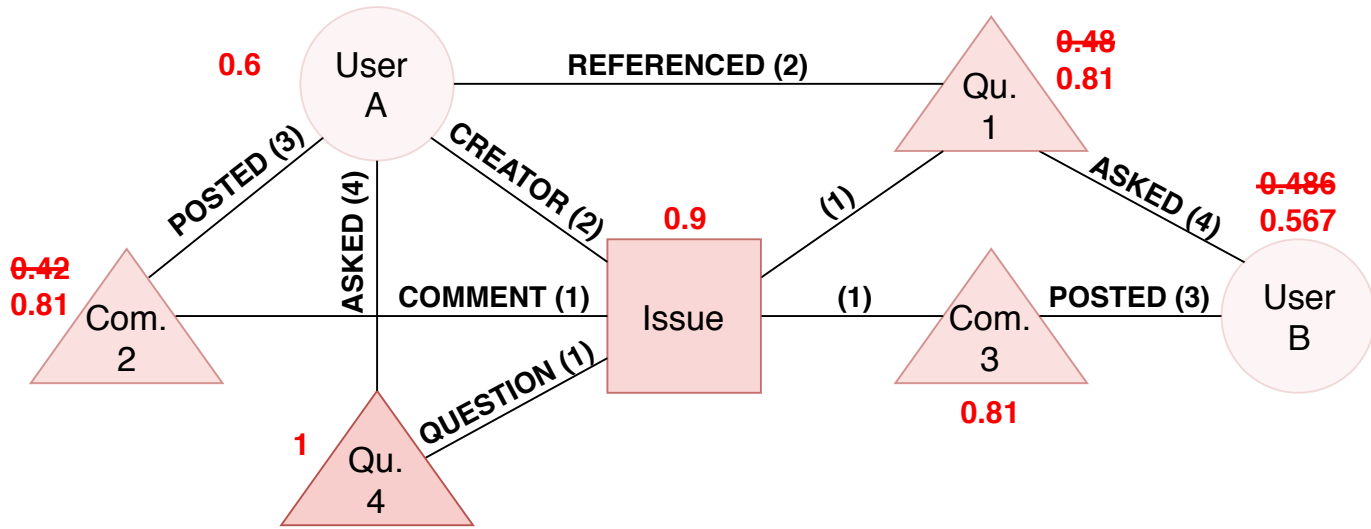 0.6
User
A
REFERENCED (2)
Qu.
1
0.48
0.81
POSTED (3)
CREATOR (2)
ASKED (4)
(1)
ASKED (4)
0.486
0.567
0.9
0.42
0.81
Com.
2
COMMENT (1)
Issue
(1)
Com.
3
POSTED (3)
User
B
0.81
QUESTION (1)
1
Qu.
4